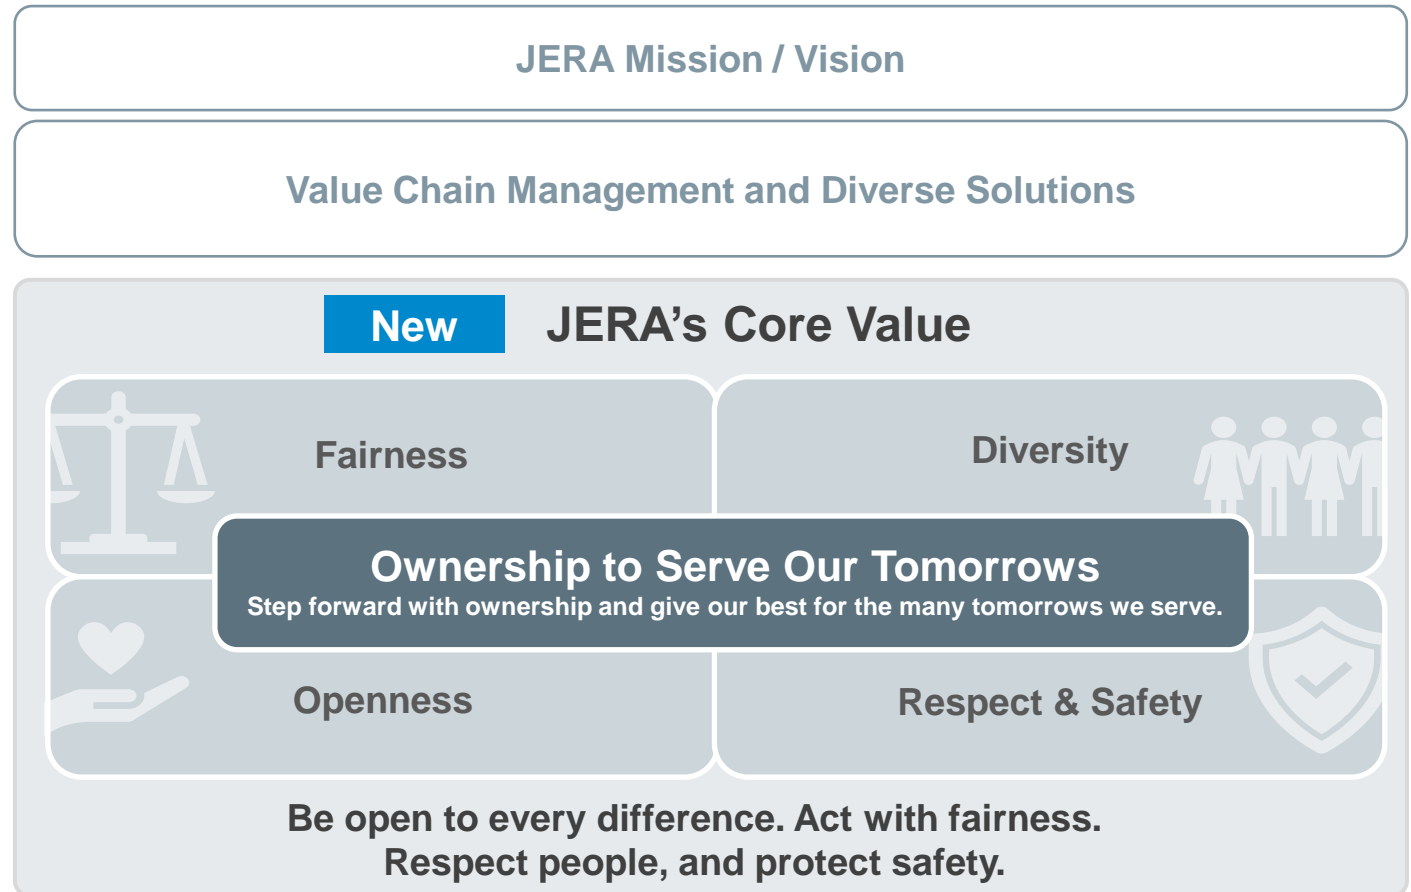 JERA Mission / Vision
Value Chain Management and Diverse Solutions
New
JERA’s Core Value
Fairness
Diversity
Ownership to Serve Our Tomorrows
Step forward with ownership and give our best for the many tomorrows we serve.
Openness
Respect & Safety
Be open to every difference. Act with fairness.
Respect people, and protect safety.